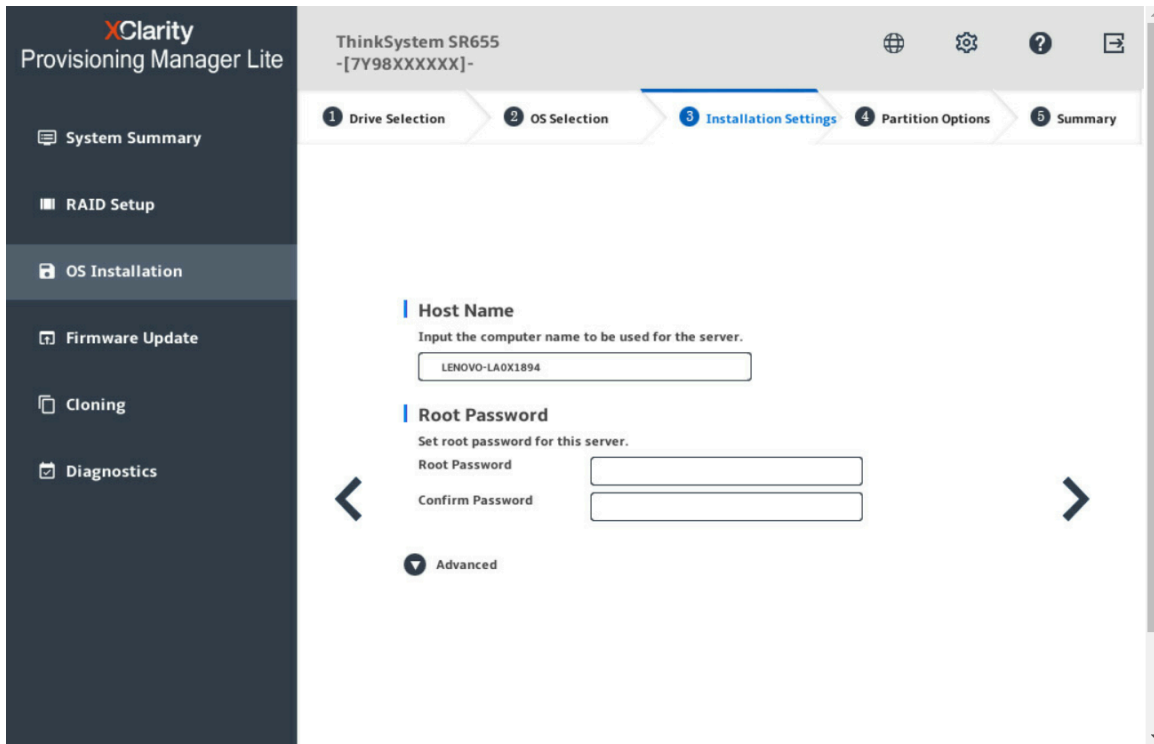 XClarity
Provisioning Manager Lite
System Summary
RAID Setup
OS Installation
Firmware Update
Cloning
Diagnostics
ThinkSystem SR655
-[7Y98XXXXXX]-
1 Drive Selection
2 OS Selection
3 Installation Settings
4 Partition Options
5 Summary
Host Name
Input the computer name to be used for the server.
LENOVO-LA0X1894
Root Password
Set root password for this server.
Root Password
Confirm Password
Advanced